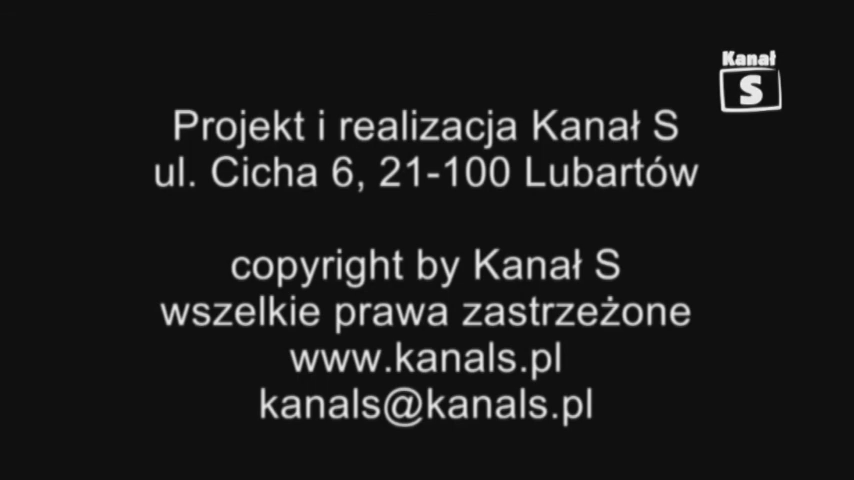 Kanał
S
Projekt i realizacja Kanał S
ul. Cicha 6, 21-100 Lubartów
copyright by Kanał S
wszelkie prawa zastrzeżone
www.kanals.pl
kanals@kanals.pl